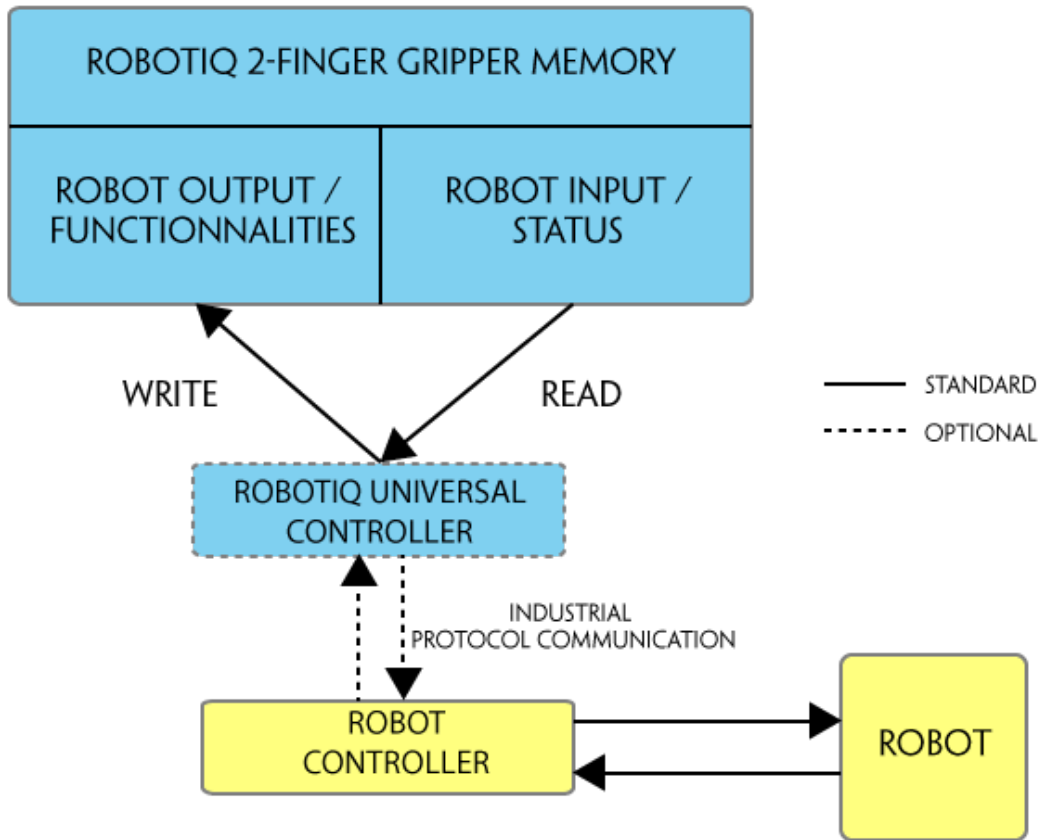 ROBOTIQ 2-FINGER GRIPPER MEMORY
ROBOT OUTPUT /
FUNCTIONNALITIES
ROBOT INPUT /
STATUS
WRITE
READ
STANDARD
OPTIONAL
ROBOTIQ UNIVERSAL
CONTROLLER
INDUSTRIAL
PROTOCOL COMMUNICATION
ROBOT
CONTROLLER
ROBOT